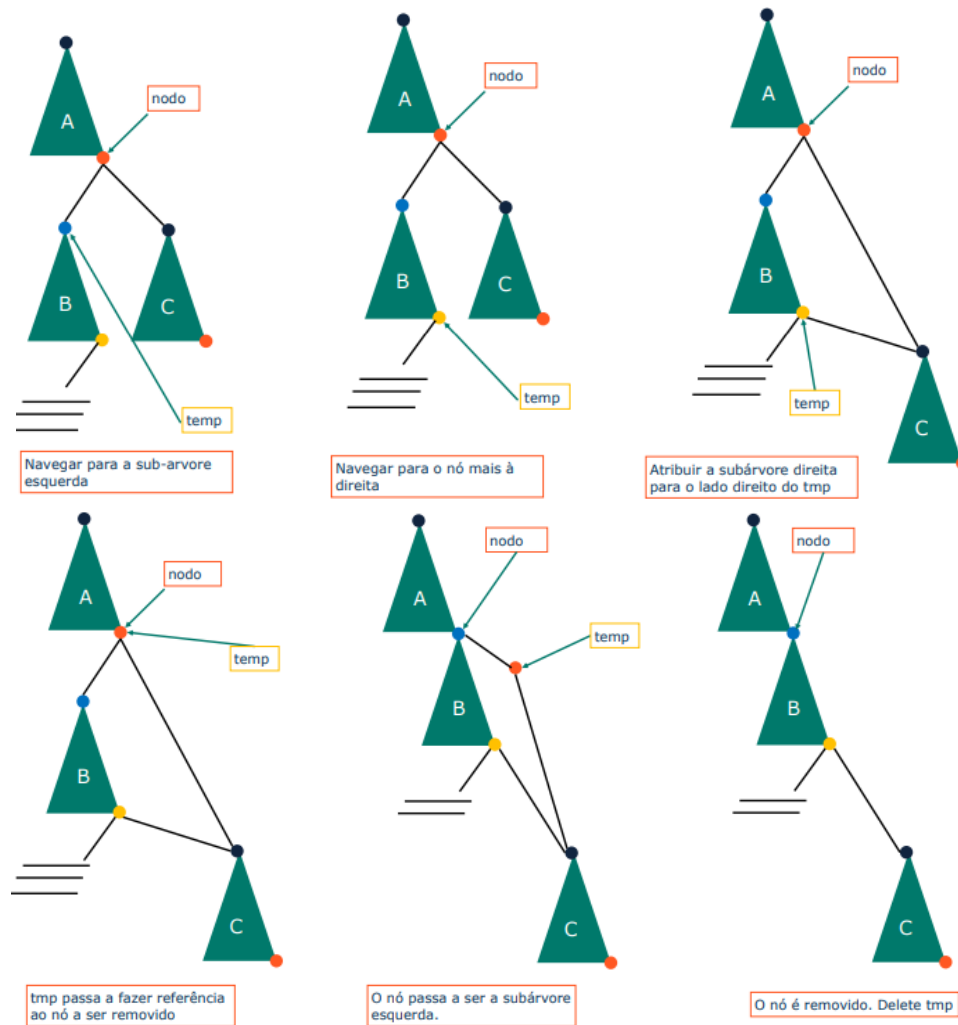 A
nodo
B
C
temp
Navegar para a sub-arvore
esquerda
A
nodo
B
C
temp
Navegar para o nó mais à
direita
A
nodo
B
temp
C
Atribuir a subárvore direita
para o lado direito do tmp
A
nodo
temp
B
C
tmp passa a fazer referência
ao nó a ser removido
nodo
A
temp
B
C
O nó passa a ser a subárvore
esquerda.
nodo
A
B
C
O nó é removido. Delete tmp